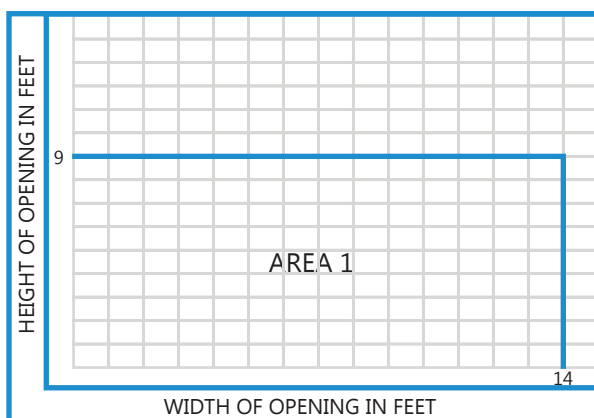 HEIGHT OF OPENING IN FEET
9
AREA 1
14
WIDTH OF OPENING IN FEET